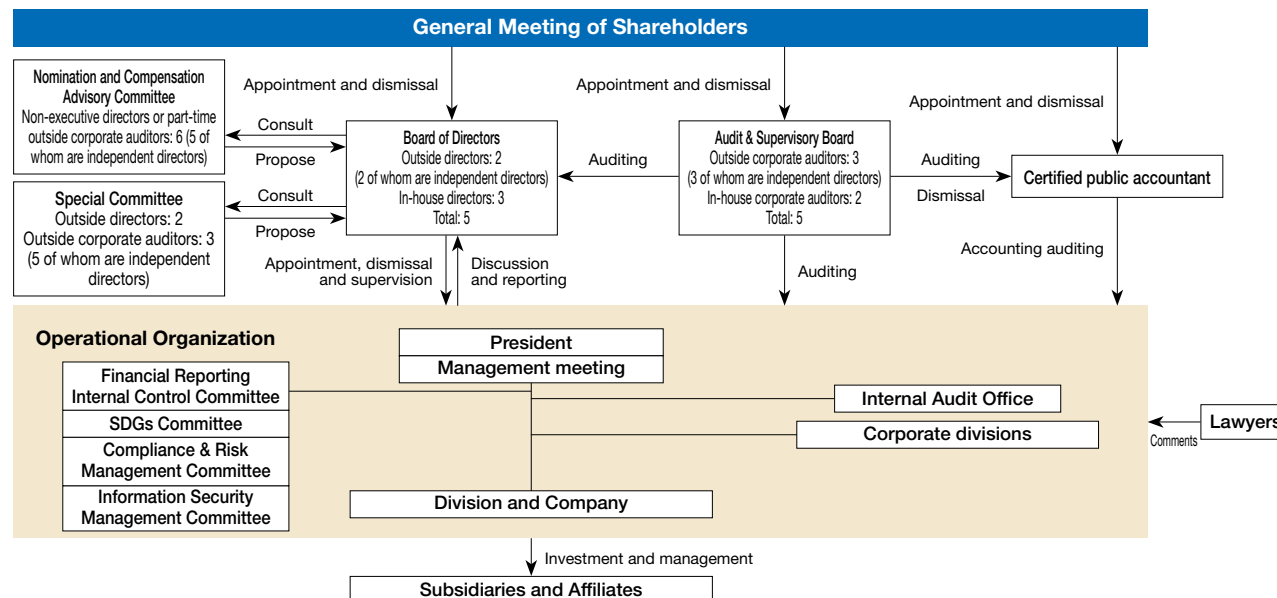 General Meeting of Shareholders
Nomination and Compensation
Advisory Committee
Non-executive directors or part-time
outside corporate auditors: 6 (5 of
whom are independent directors)
Special Committee
Outside directors: 2
Outside corporate auditors: 3
(5 of whom are independent
directors)
Appointment and dismissal
Consult
Propose
Consult
Propose
Board of Directors
Outside directors: 2
(2 of whom are independent directors)
In-house directors: 3
Total: 5
Appointment, dismissal
and supervision
Discussion
and reporting
Appointment and dismissal
Auditing
Audit & Supervisory Board
Outside corporate auditors: 3
(3 of whom are independent directors)
In-house corporate auditors: 2
Total: 5
Auditing
Auditing
Dismissal
Appointment and dismissal
Certified public accountant
Accounting auditing
Operational Organization
President
Management meeting
Financial Reporting
Internal Control Committee
SDGs Committee
Compliance & Risk
Management Committee
Information Security
Management Committee
Internal Audit Office
Corporate divisions
Division and Company
Lawyers
Comments
Investment and management
Subsidiaries and Affiliates